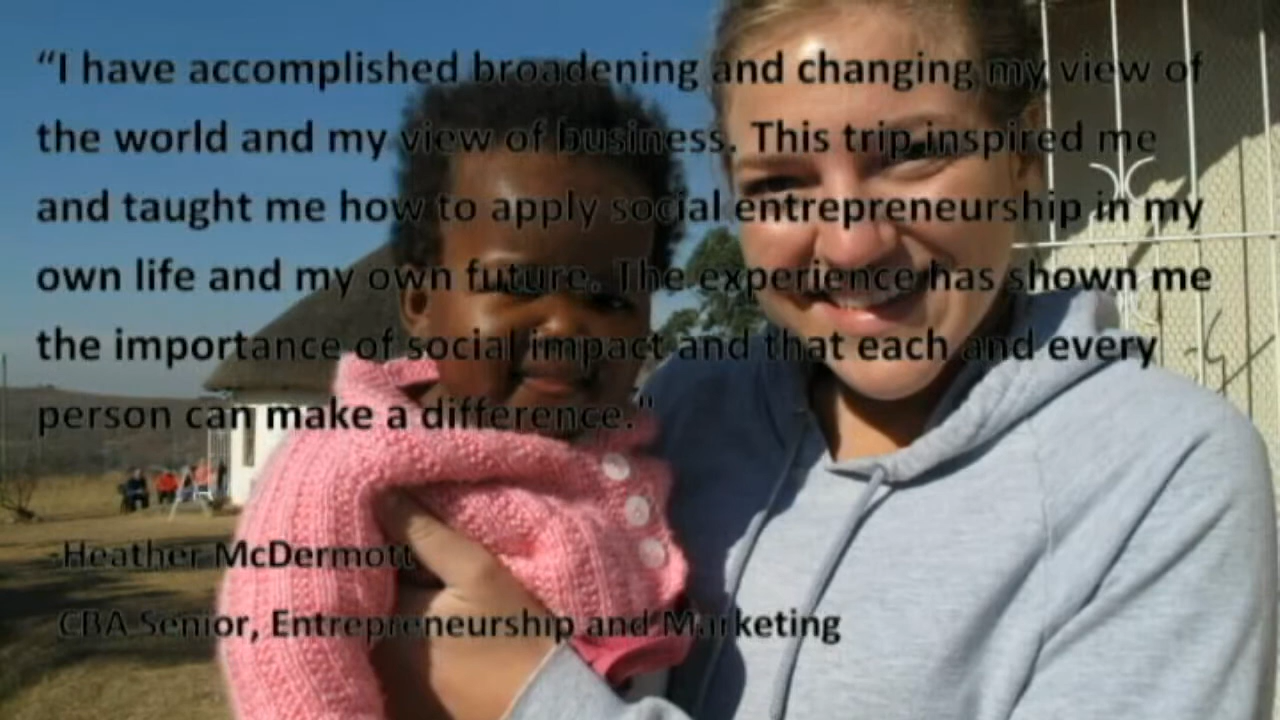 “I have accomplished broadening and changing my view of
the world and my view of business. This trip inspired me
and taught me how to apply social entrepreneurship in my
own life and my own future. The experience has shown me
the importance of social impact and that each and every
person can make a difference."
-Heather McDermott
CBA Senior, Entrepreneurship and Marketing